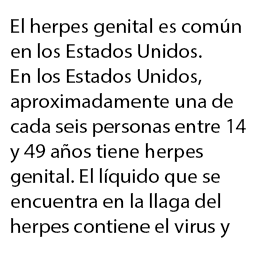 El herpes genital es común
en los Estados Unidos.
En los Estados Unidos,
aproximadamente una de
cada seis personas entre 14
y 49 años tiene herpes
genital. El líquido que se
encuentra en la llaga del
herpes contiene el virus y